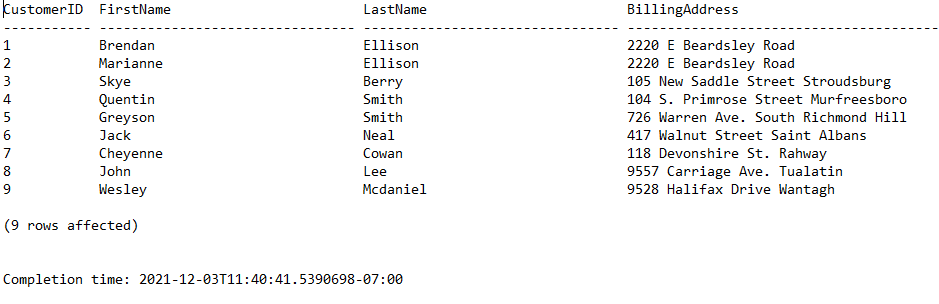 CustomerID FirstName LastName BillingAddress
----------- ------------------------------- -------------------------------- --------------------------------------
1 Brendan Ellison 2220 E Beardsley Road
2 Marianne Ellison 2220 E Beardsley Road
3 Skye Berry 105 New Saddle Street Stroudsburg
4 Quentin Smith 104 S. Primrose Street Murfreesboro
5 Greyson Smith 726 Warren Ave. South Richmond Hill
6 Jack Neal 417 Walnut Street Saint Albans
7 Cheyenne Cowan 118 Devonshire St. Rahway
8 John Lee 9557 Carriage Ave. Tualatin
9 Wesley Mcdaniel 9528 Halifax Drive Wantagh
(9 rows affected)
Completion time: 2021-12-03T11:40:41.5390698-07:00